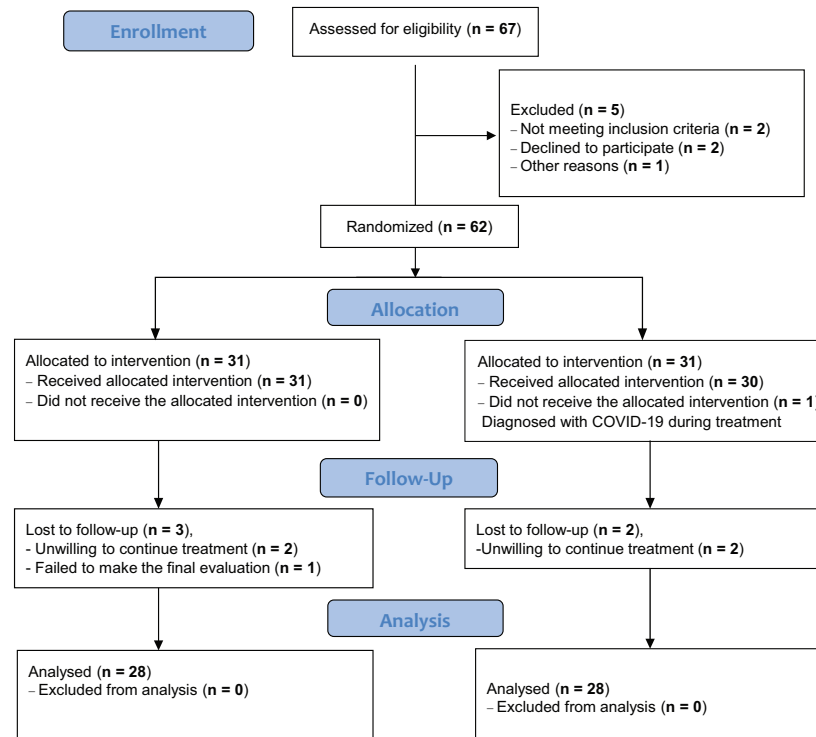 Enrollment
Assessed for eligibility (n = 67)
Excluded (n = 5)
– Not meeting inclusion criteria (n = 2)
– Declined to participate (n = 2)
– Other reasons (n = 1)
Randomized (n = 62)
Allocation
Allocated to intervention (n = 31)
– Received allocated intervention (n = 31)
– Did not receive the allocated intervention (n = 0)
Allocated to intervention (n = 31)
– Received allocated intervention (n = 30)
– Did not receive the allocated intervention (n = 1)
Diagnosed with COVID-19 during treatment
Follow-Up
Lost to follow-up (n = 3),
- Unwilling to continue treatment (n = 2)
- Failed to make the final evaluation (n = 1)
Lost to follow-up (n = 2),
-Unwilling to continue treatment (n = 2)
Analysis
Analysed (n = 28)
– Excluded from analysis (n = 0)
Analysed (n = 28)
– Excluded from analysis (n = 0)